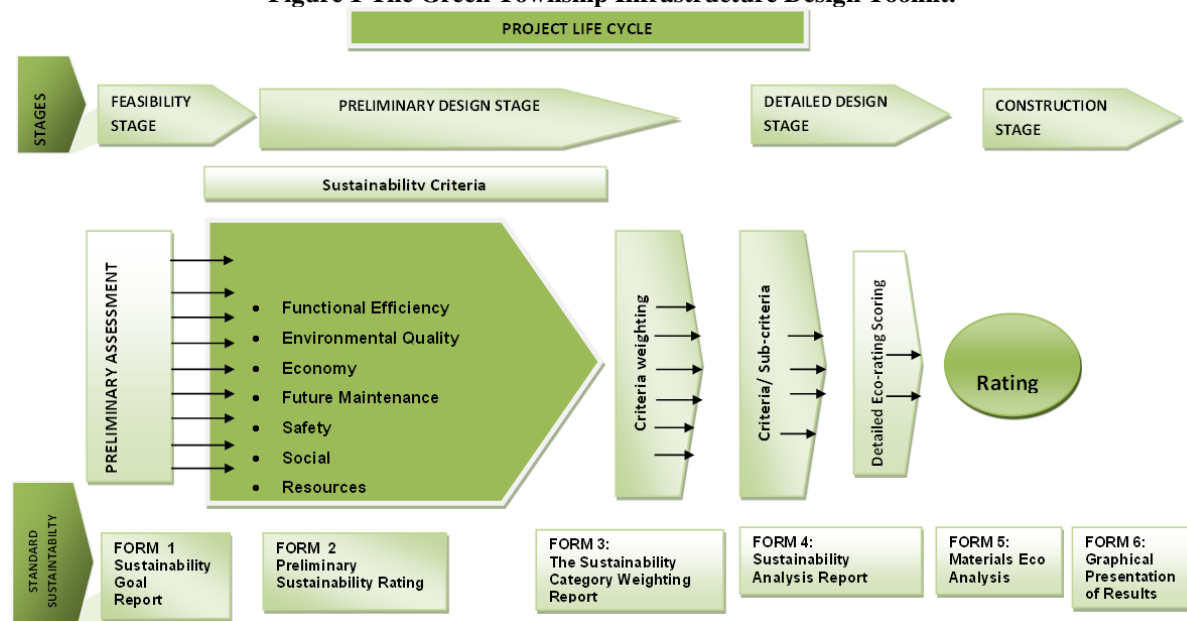 Figure 1 The Green Township Infrastructure Design Toolkit.
PROJECT LIFE CYCLE
STAGES
FEASIBILITY
STAGE
PRELIMINARY DESIGN STAGE
DETAILED DESIGN
STAGE
CONSTRUCTION
STAGE
Sustainability Criteria
PRELIMINARY ASSESSMENT
• Functional Efficiency
• Environmental Quality
• Economy
• Future Maintenance
• Safety
• Social
• Resources
Criteria weighting
Criteria/ Sub-criteria
Detailed Eco-rating Scoring
Rating
STANDARD
SUSTAINTABILTY
FORM 1
Sustainability
Goal
Report
FORM 2
Preliminary
Sustainability Rating
FORM 3:
The Sustainability
Category Weighting
Report
FORM 4:
Sustainability
Analysis Report
FORM 5:
Materials Eco
Analysis
FORM 6:
Graphical
Presentation
of Results